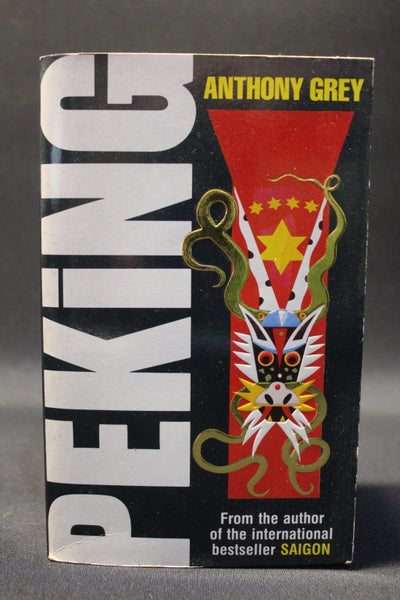 PEKiNG
ANTHONY GREY
From the author
of the international
bestseller SAIGON